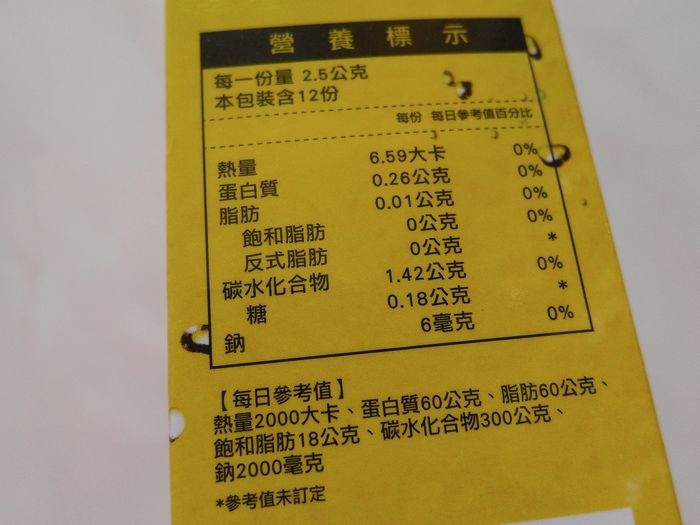 營養標示
每一份量 2.5公克
本包裝含12份
每份 每日參考值百分比
熱量 6.59大卡 0%
蛋白質 0.26公克 0%
脂肪 0.01公克 0%
飽和脂肪 0公克 0%
反式脂肪 0公克 *
碳水化合物 1.42公克 0%
糖 0.18公克 *
鈉 6毫克 0%
【每日參考值】
熱量2000大卡、蛋白質60公克、脂肪60公克、
飽和脂肪18公克、碳水化合物300公克、
鈉2000毫克
*參考值未訂定